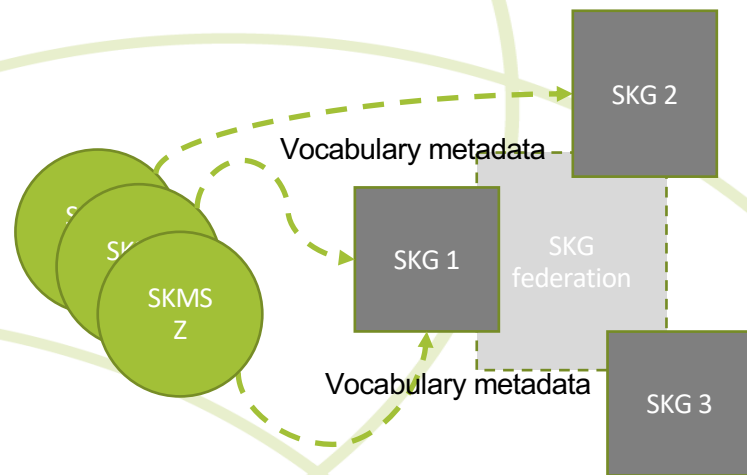 SKG 2
Vocabulary metadata
SKG 1
SKG
federation
SKMS
Z
Vocabulary metadata
SKG 3